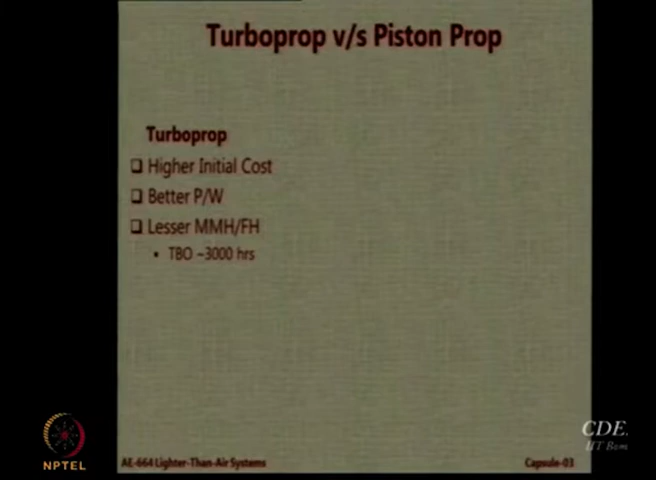 Turboprop v/s Piston Prop
Turboprop
Higher Initial Cost
Better P/W
Lesser MMH/FH
TBO ~3000 hrs
NPTEL
CDE.
IIT Bom
AE-664 Lighter-Than-Air Systems
Capsule-03